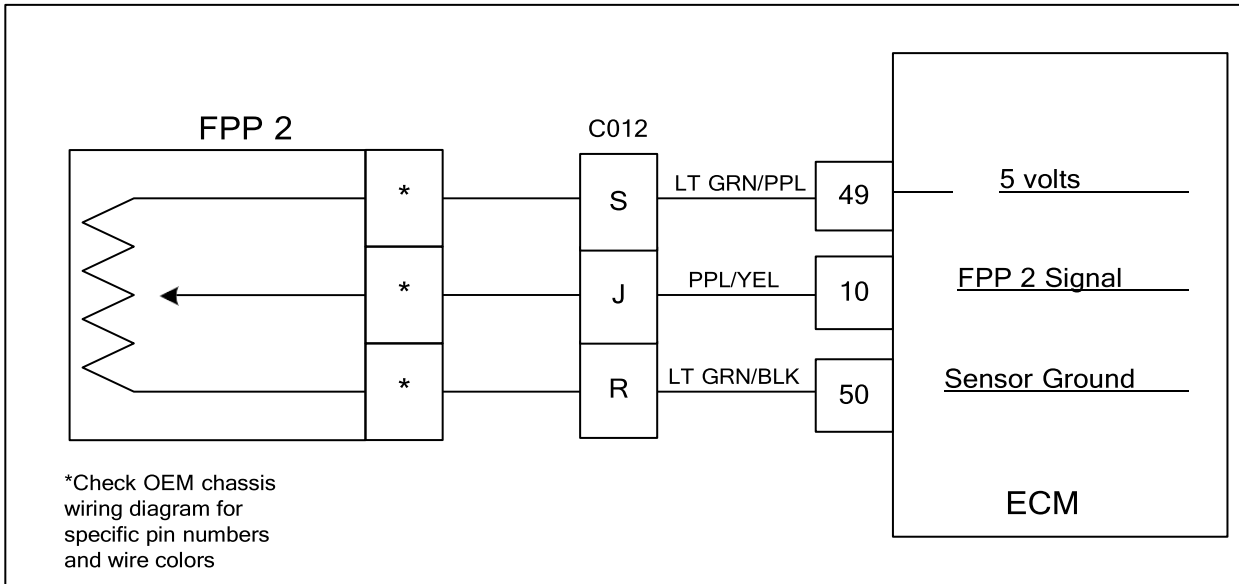 FPP 2
C012
*
S
LT GRN/PPL
49
5 volts
*
J
PPL/YEL
10
FPP 2 Signal
*
R
LT GRN/BLK
50
Sensor Ground
ECM
*Check OEM chassis
wiring diagram for
specific pin numbers
and wire colors